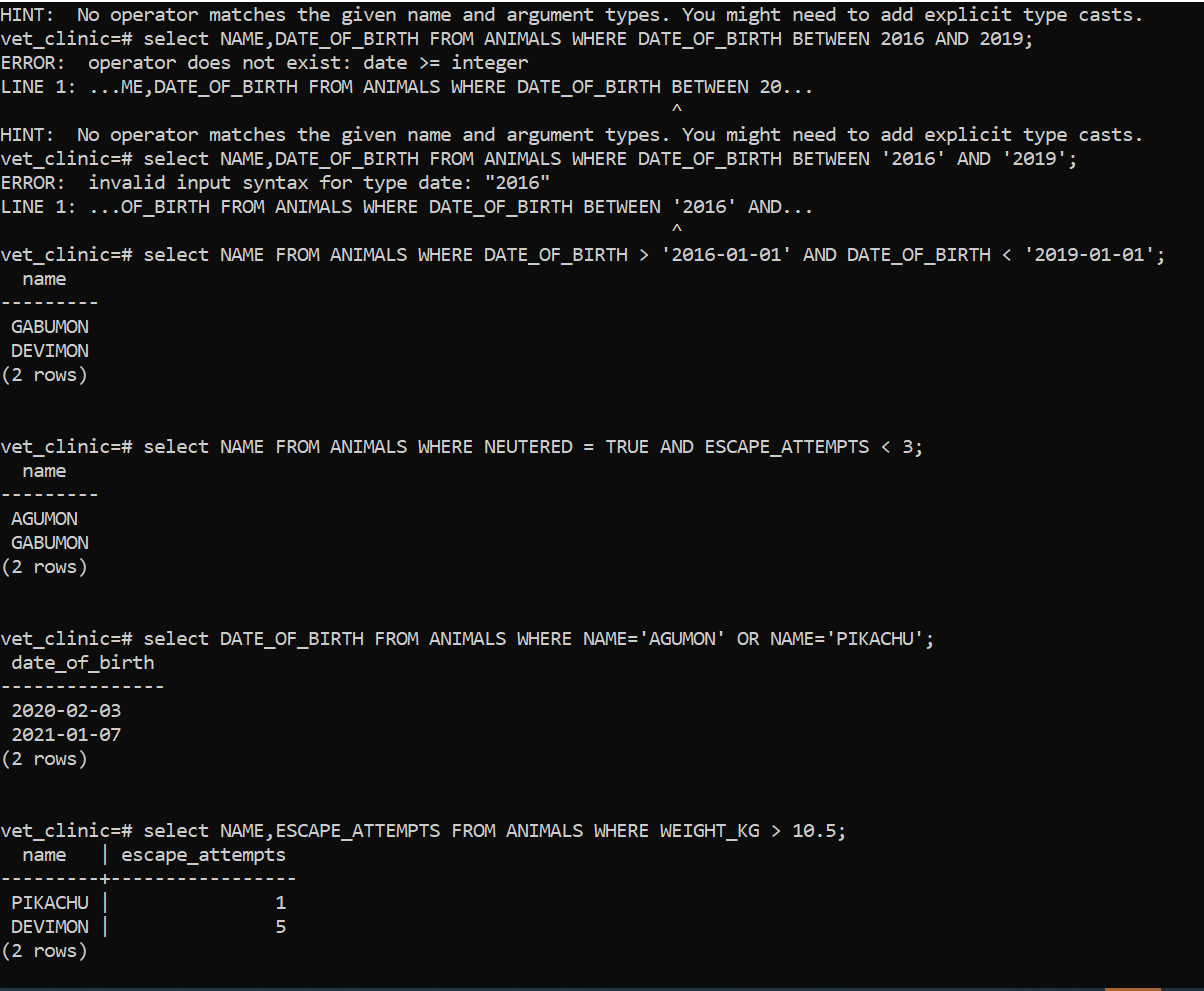 HINT:  No operator matches the given name and argument types. You might need to add explicit type casts.
vet_clinic=# select NAME,DATE_OF_BIRTH FROM ANIMALS WHERE DATE_OF_BIRTH BETWEEN 2016 AND 2019;
ERROR:  operator does not exist: date >= integer
LINE 1: ...ME,DATE_OF_BIRTH FROM ANIMALS WHERE DATE_OF_BIRTH BETWEEN 20...
                                                             ^
HINT:  No operator matches the given name and argument types. You might need to add explicit type casts.
vet_clinic=# select NAME,DATE_OF_BIRTH FROM ANIMALS WHERE DATE_OF_BIRTH BETWEEN '2016' AND '2019';
ERROR:  invalid input syntax for type date: "2016"
LINE 1: ...OF_BIRTH FROM ANIMALS WHERE DATE_OF_BIRTH BETWEEN '2016' AND...
                                                             ^
vet_clinic=# select NAME FROM ANIMALS WHERE DATE_OF_BIRTH > '2016-01-01' AND DATE_OF_BIRTH < '2019-01-01';
  name
---------
 GABUMON
 DEVIMON
(2 rows)
vet_clinic=# select NAME FROM ANIMALS WHERE NEUTERED = TRUE AND ESCAPE_ATTEMPTS < 3;
  name
---------
 AGUMON
 GABUMON
(2 rows)
vet_clinic=# select DATE_OF_BIRTH FROM ANIMALS WHERE NAME='AGUMON' OR NAME='PIKACHU';
 date_of_birth
---------------
 2020-02-03
 2021-01-07
(2 rows)
vet_clinic=# select NAME,ESCAPE_ATTEMPTS FROM ANIMALS WHERE WEIGHT_KG > 10.5;
  name   | escape_attempts
---------+-----------------
 PIKACHU |               1
 DEVIMON |               5
(2 rows)